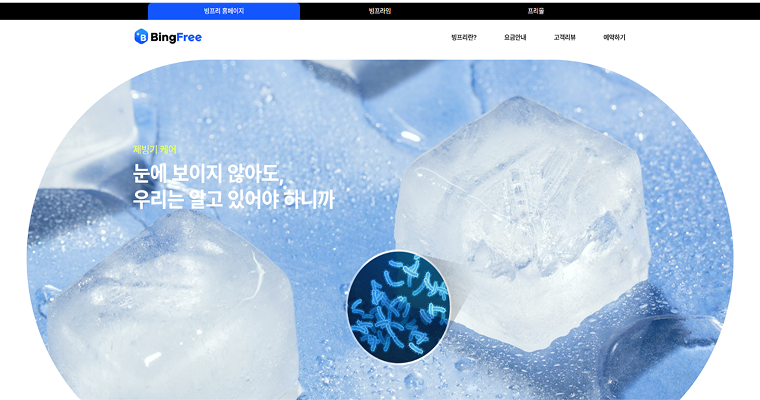 빙프리 홈페이지
빙프라임
프리올
BingFree
빙프리란?
요금안내
고객리뷰
예약하기
제빙기 케어
눈에 보이지 않아도,
우리는 알고 있어야 하니까